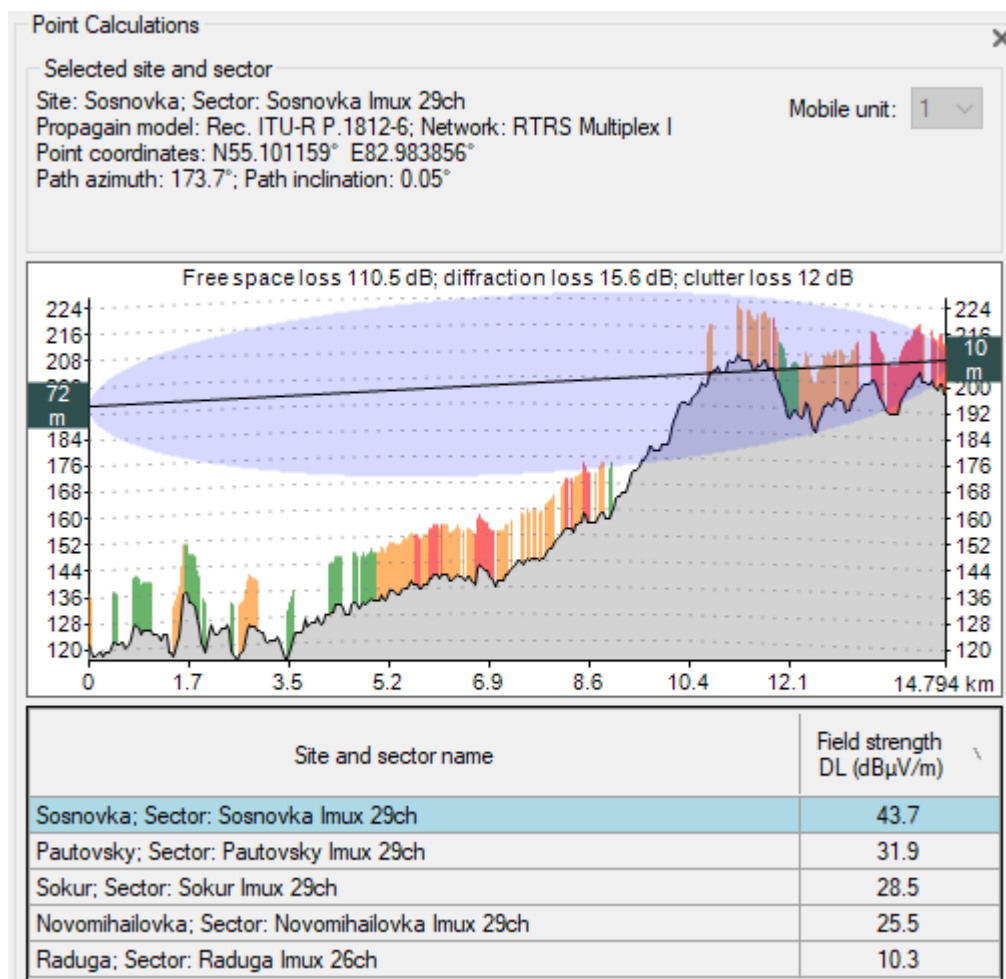 Point Calculations
Selected site and sector
Site: Sosnovka; Sector: Sosnovka Imux 29ch
Mobile unit: 1
Propagain model: Rec. ITU-R P.1812-6; Network: RTRS Multiplex I
Point coordinates: N55.101159° E82.983856°
Path azimuth: 173.7°; Path inclination: 0.05°
Free space loss 110.5 dB; diffraction loss 15.6 dB; clutter loss 12 dB
224 224
216 216
208 10 m
72 m 200
192
184 184
176 176
168 168
160 160
152 152
144 144
136 136
128 128
120 120
0 1.7 3.5 5.2 6.9 8.6 10.4 12.1 14.794 km
Site and sector name
Field strength
DL (dBµV/m)
Sosnovka; Sector: Sosnovka Imux 29ch 43.7
Pautovsky; Sector: Pautovsky Imux 29ch 31.9
Sokur; Sector: Sokur Imux 29ch 28.5
Novomihailovka; Sector: Novomihailovka Imux 29ch 25.5
Raduga; Sector: Raduga Imux 26ch 10.3